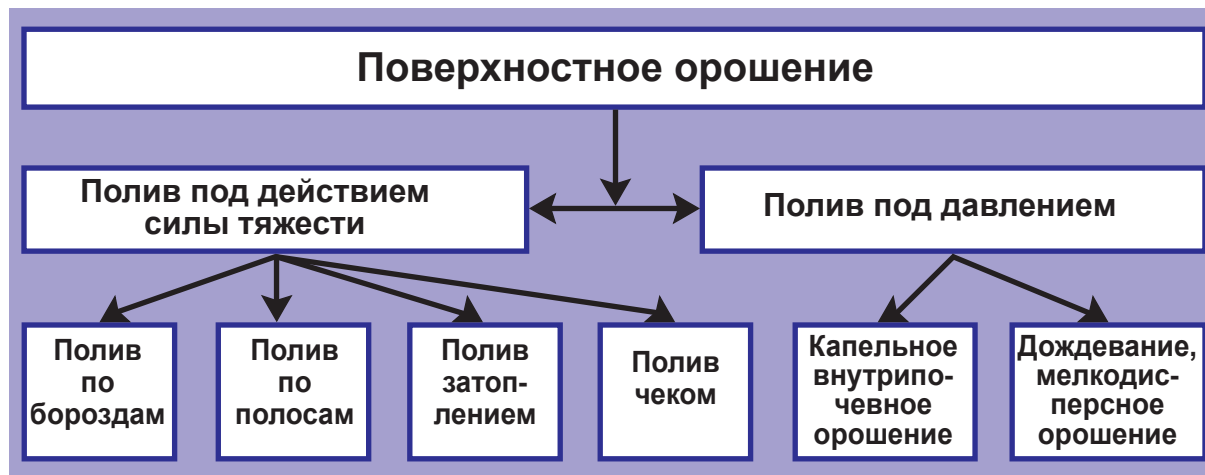 Поверхностное орошение
Полив под действием
силы тяжести
Полив под давлением
Полив
по
бороздам
Полив
по
полосам
Полив
затоп-
лением
Полив
чеком
Капельное
внутрипо-
чвенное
орошение
Дождевание,
мелкодис-
персное
орошение